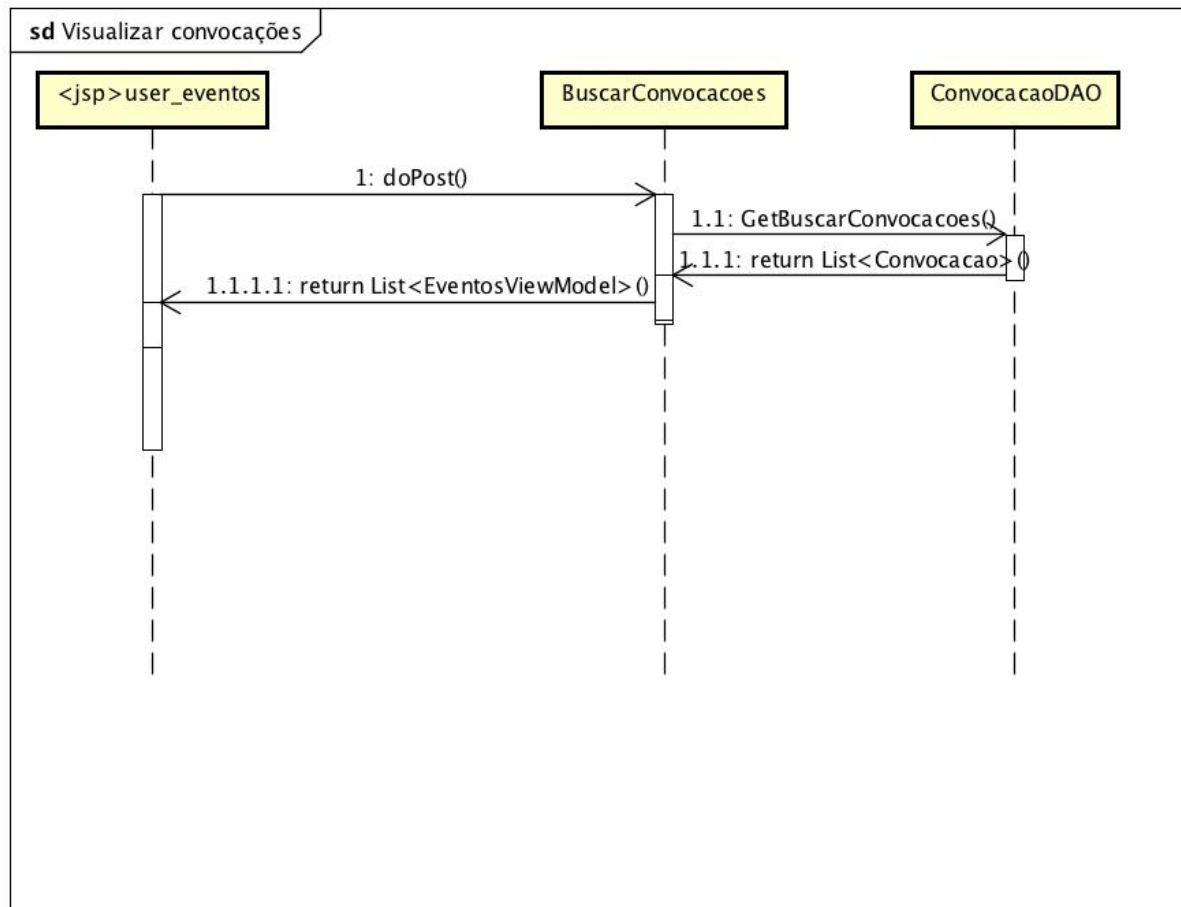 sd Visualizar convocações
<jsp>user_eventos
BuscarConvocacoes
ConvocacaoDAO
1: doPost()
1.1: GetBuscarConvocacoes()
1.1.1: return List<Convocacao>()
1.1.1.1: return List<EventosViewModel>()